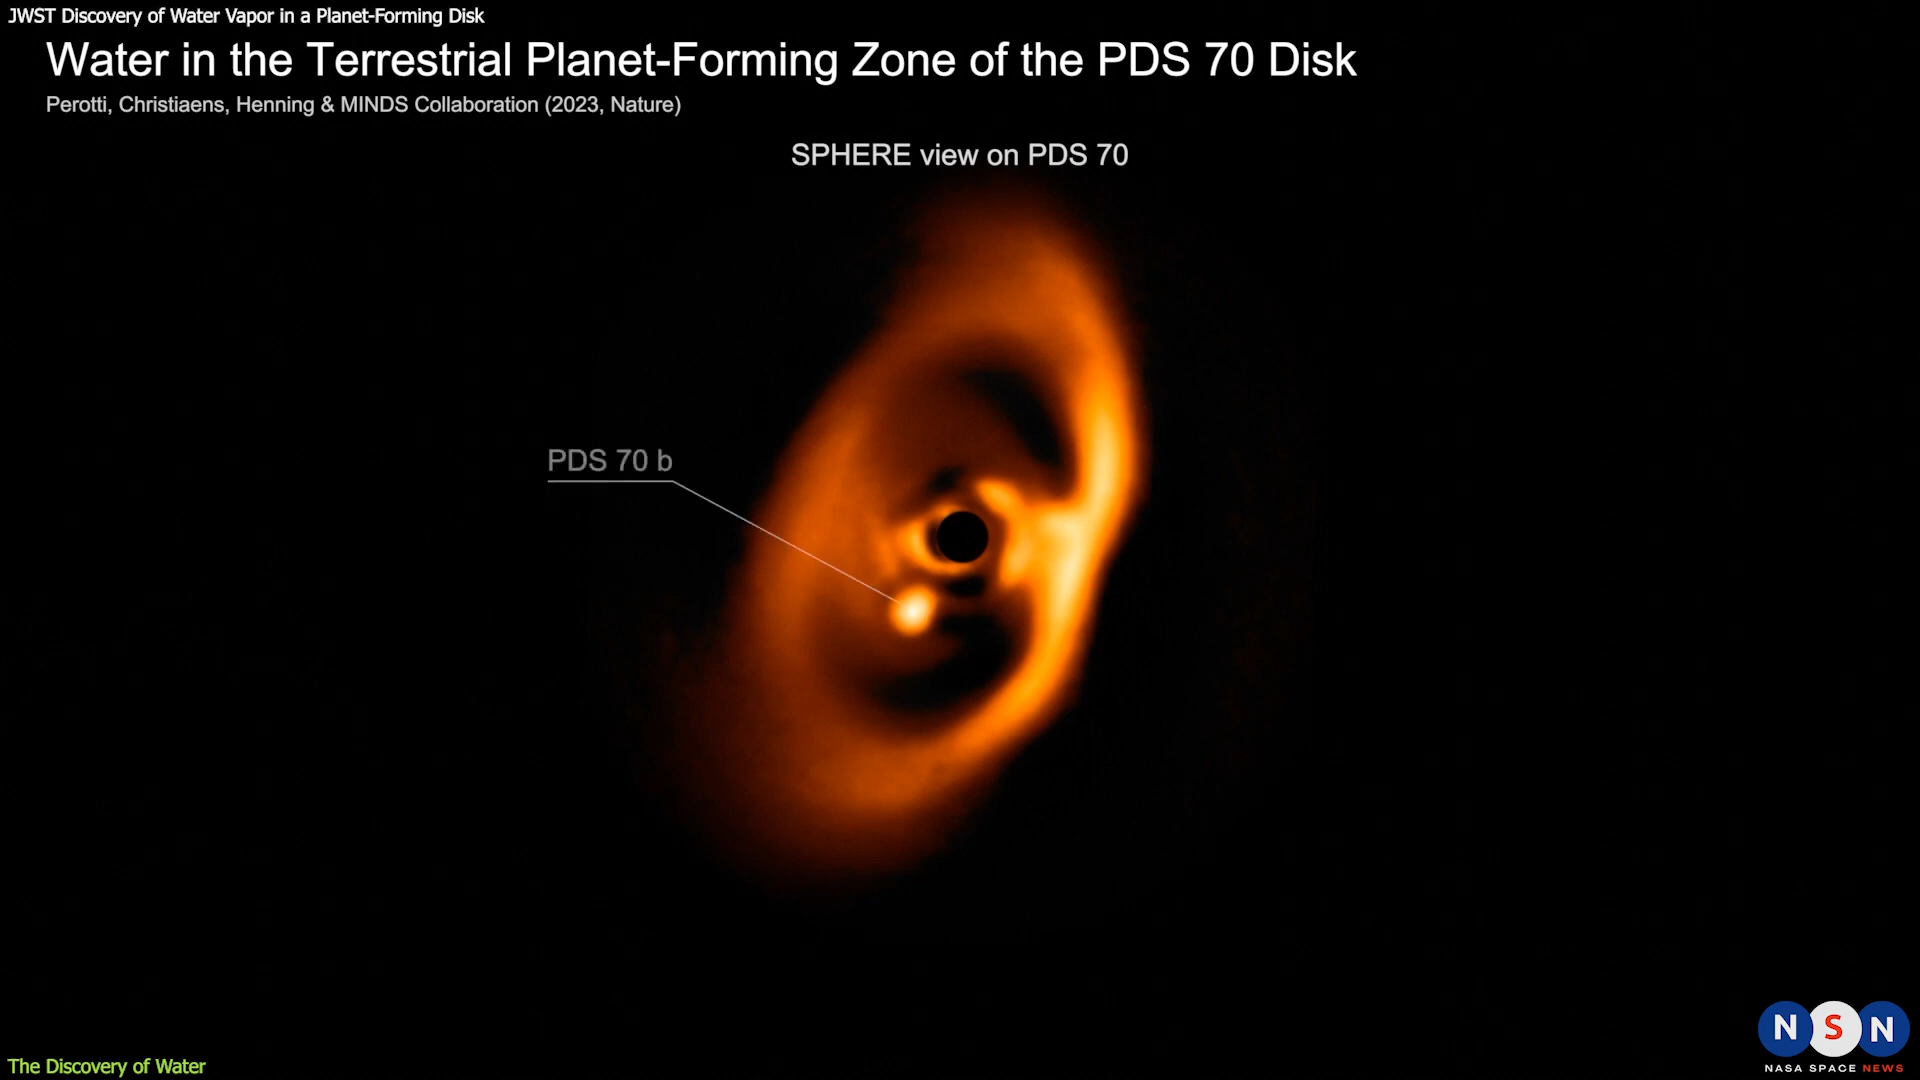 JWST Discovery of Water Vapor in a Planet-Forming Disk
Water in the Terrestrial Planet-Forming Zone of the PDS 70 Disk
Perotti, Christiaens, Henning & MINDS Collaboration (2023, Nature)
SPHERE view on PDS 70
PDS 70 b
The Discovery of Water
N S N
NASA SPACE NEWS